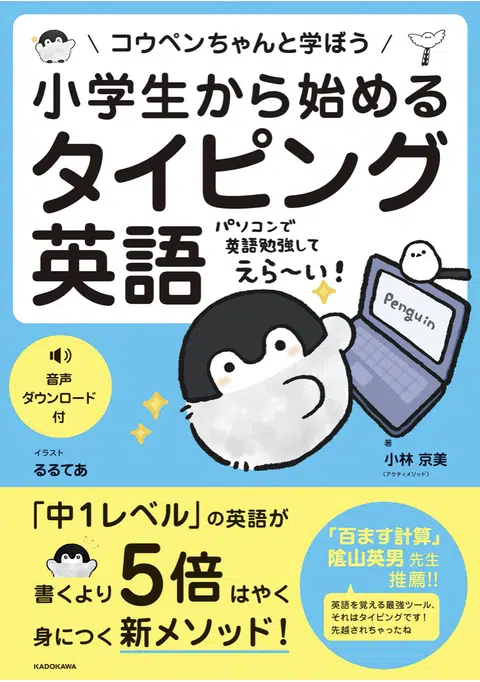 コウペンちゃんと学ぼう
小学生から始める
タイピング
英語
パソコンで
英語勉強して
えら〜い!
Penguin
音声
ダウンロード
付
イラスト
るるてあ
著
小林 京美
(アクティメソッド)
「中1レベル」の英語が
書くより5倍はやく
身につく新メソッド!
「百ます計算」
陰山英男 先生
推薦!!
英語を覚える最強ツール、
それはタイピングです!
先越されちゃったね
KADOKAWA